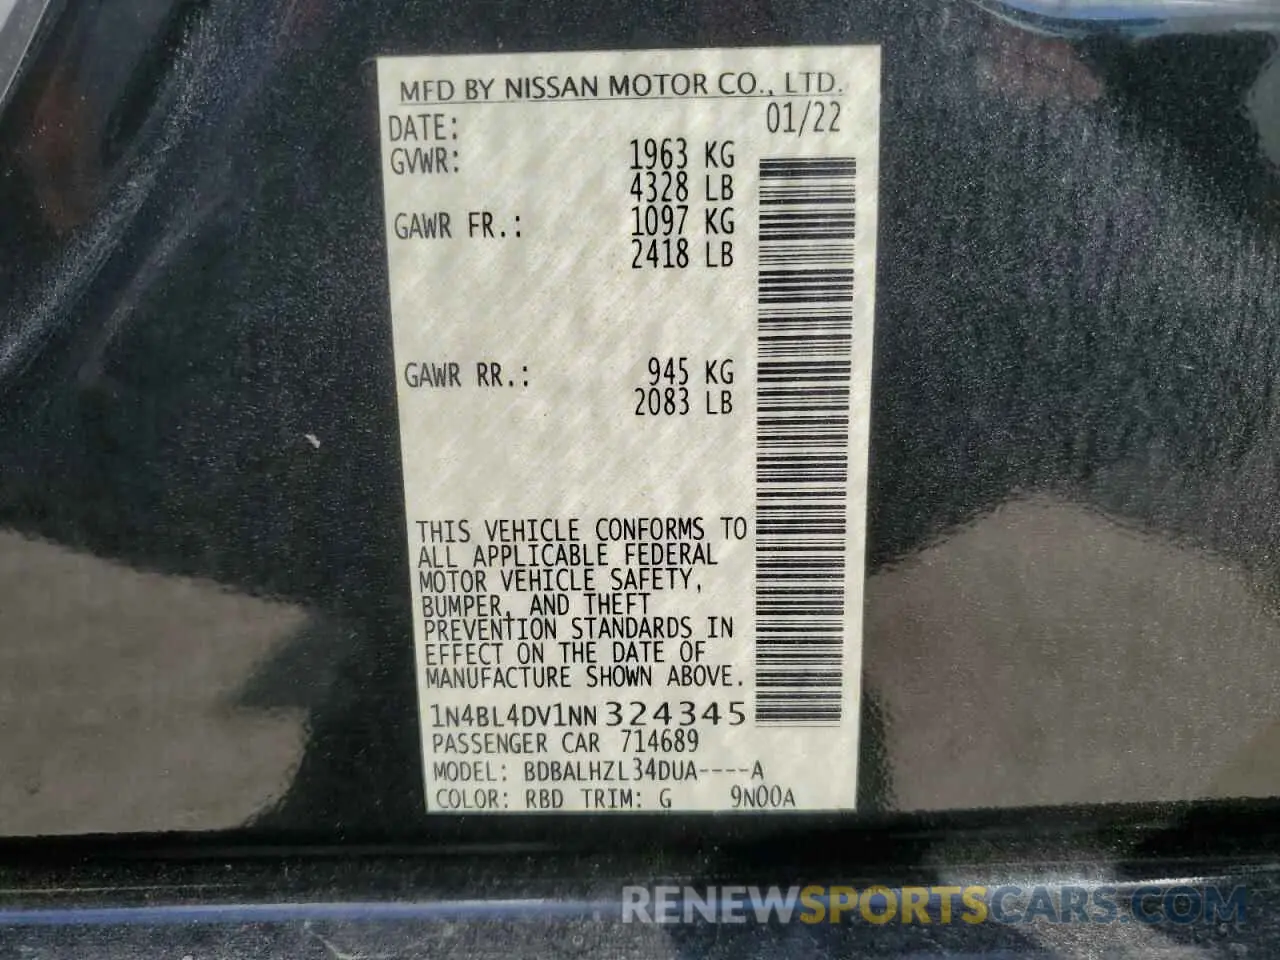 MFD BY NISSAN MOTOR CO., LTD.
DATE: 01/22
GVWR: 1963 KG
4328 LB
GAWR FR.: 1097 KG
2418 LB
GAWR RR.: 945 KG
2083 LB
THIS VEHICLE CONFORMS TO
ALL APPLICABLE FEDERAL
MOTOR VEHICLE SAFETY,
BUMPER, AND THEFT
PREVENTION STANDARDS IN
EFFECT ON THE DATE OF
MANUFACTURE SHOWN ABOVE.
1N4BL4DV1NN324345
PASSENGER CAR 714689
MODEL: BDBALHZL34DUA----A
COLOR: RBD TRIM: G 9N00A
RENEWSPORTSCARS.COM